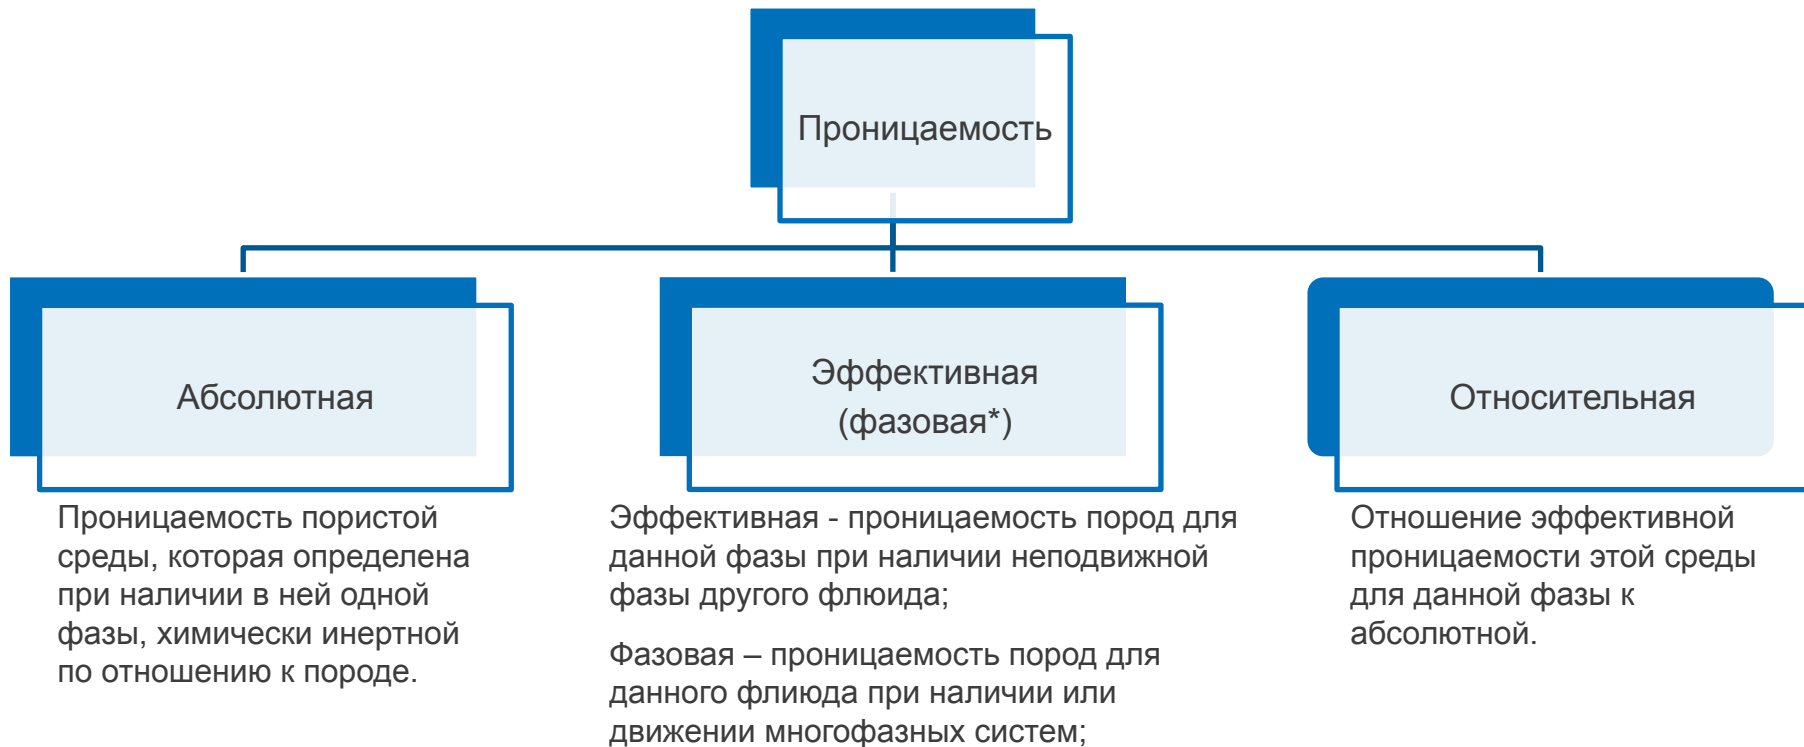 Проницаемость
Абсолютная
Эффективная
(фазовая*)
Относительная
Проницаемость пористой
среды, которая определена
при наличии в ней одной
фазы, химически инертной
по отношению к породе.
Эффективная - проницаемость пород для
данной фазы при наличии неподвижной
фазы другого флюида;
Фазовая – проницаемость пород для
данного флиюда при наличии или
движении многофазных систем;
Отношение эффективной
проницаемости этой среды
для данной фазы к
абсолютной.